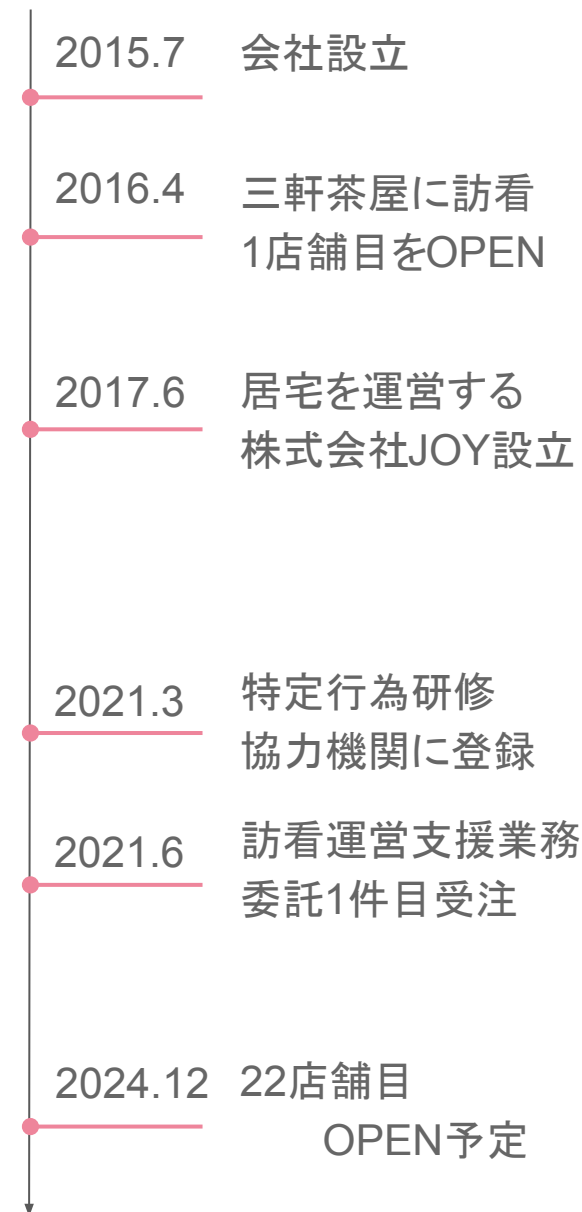 2015.7 会社設立
2016.4 三軒茶屋に訪看
1店舗目をOPEN
2017.6 居宅を運営する
株式会社JOY設立
2021.3 特定行為研修
協力機関に登録
2021.6 訪看運営支援業務
委託1件目受注
2024.12 22店舗目
OPEN予定